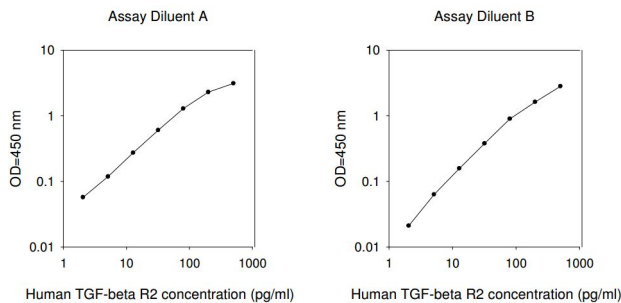 Assay Diluent A
10
1
0.1
0.01
OD=450 nm
1 10 100 1000
Human TGF-beta R2 concentration (pg/ml)
Assay Diluent B
10
1
0.1
0.01
OD=450 nm
1 10 100 1000
Human TGF-beta R2 concentration (pg/ml)